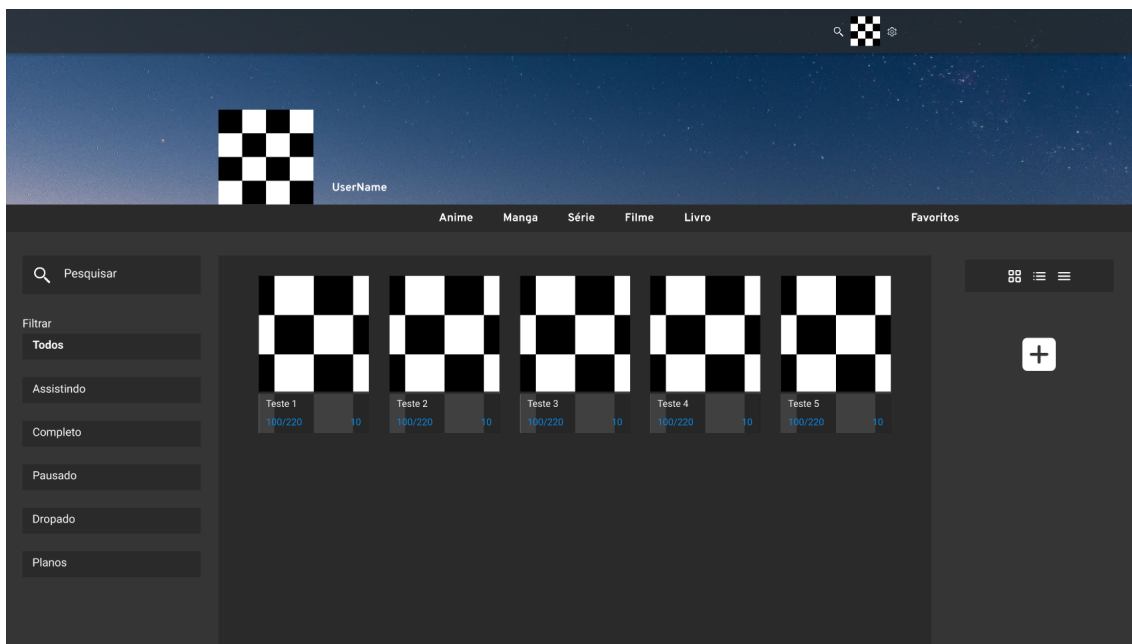 UserName
Anime Manga Série Filme Livro Favoritos
Pesquisar
Filtrar
Todos
Assistindo
Completo
Pausado
Dropado
Planos
Teste 1
100/220 10
Teste 2
100/220 10
Teste 3
100/220 10
Teste 4
100/220 10
Teste 5
100/220 10